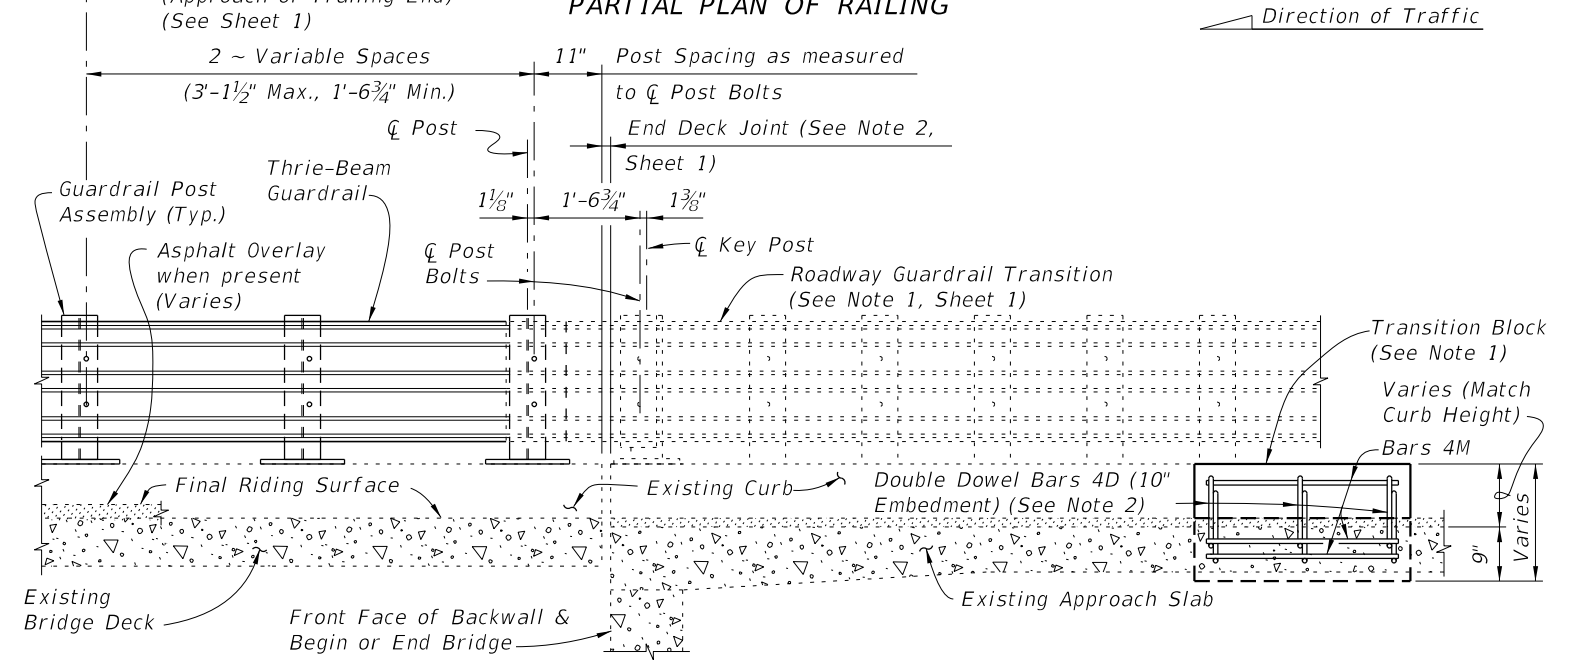 (Approach or Trailing End)
(See Sheet 1)
PARTIAL PLAN OF RAILING
Direction of Traffic
2 ~ Variable Spaces
(3'-1½" Max., 1'-6¾" Min.)
11"
Post Spacing as measured
to ℄ Post Bolts
℄ Post
End Deck Joint (See Note 2,
Sheet 1)
Thrie-Beam
Guardrail
Guardrail Post
Assembly (Typ.)
1⅛"
1'-6¾"
1⅜"
Asphalt Overlay
when present
(Varies)
℄ Post
Bolts
℄ Key Post
Roadway Guardrail Transition
(See Note 1, Sheet 1)
Transition Block
(See Note 1)
Varies (Match
Curb Height)
Bars 4M
Final Riding Surface
Existing Curb
Double Dowel Bars 4D (10"
Embedment) (See Note 2)
9"
Varies
Existing
Bridge Deck
Front Face of Backwall &
Begin or End Bridge
Existing Approach Slab